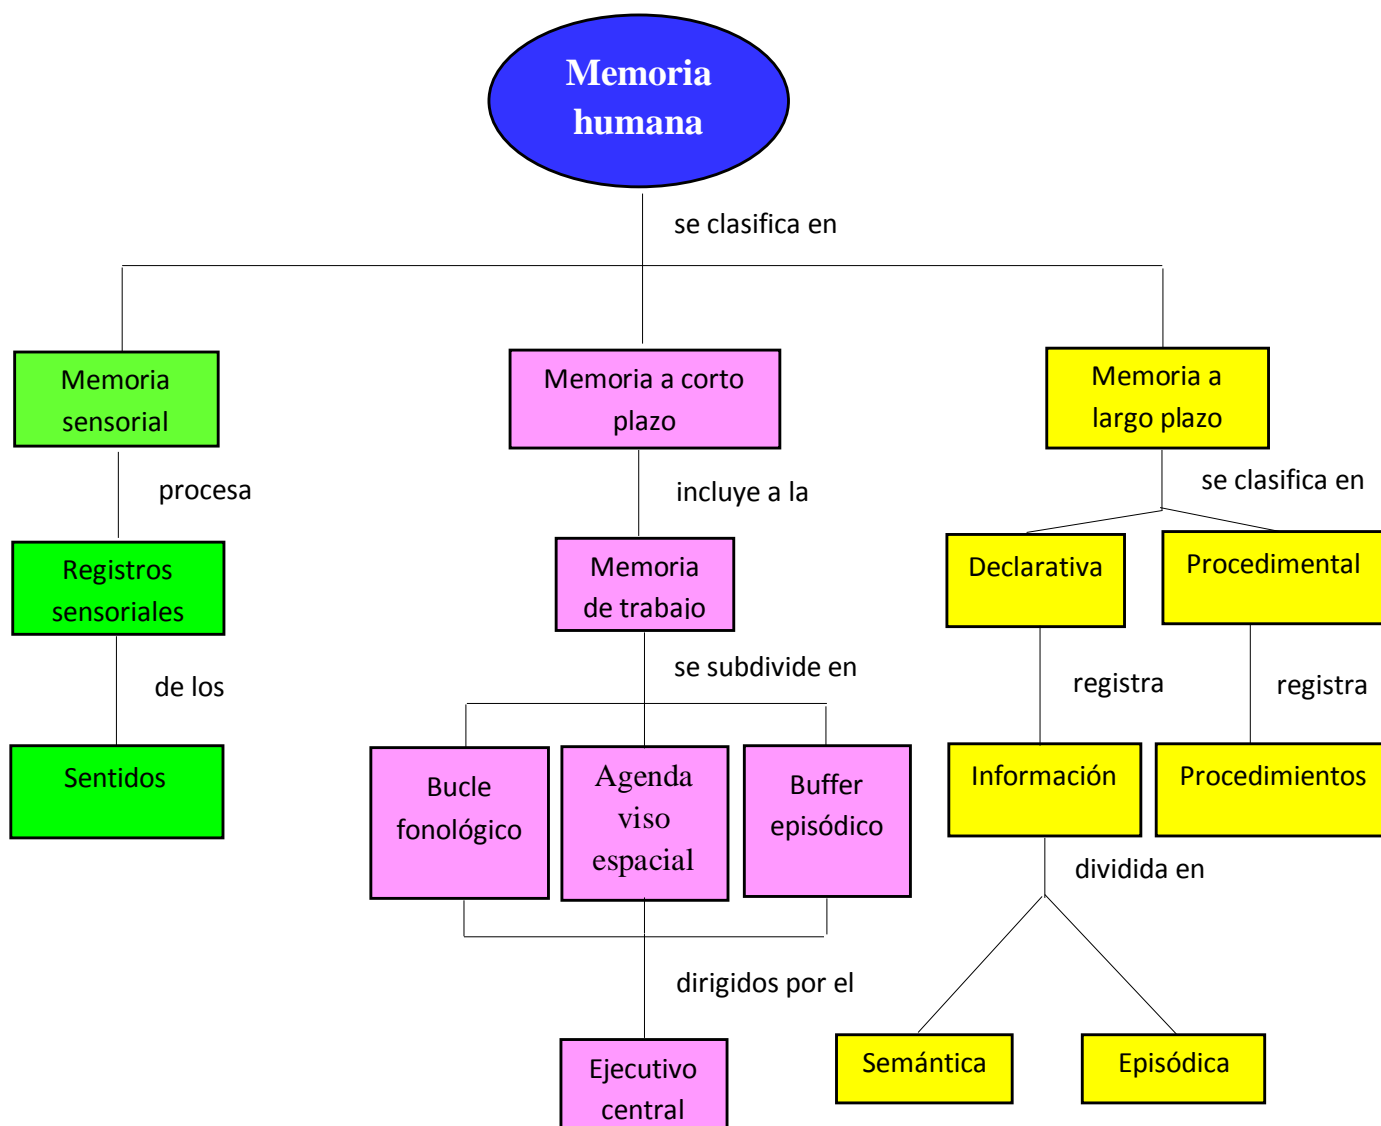 Memoria
humana
se clasifica en
Memoria
sensorial
Memoria a corto
plazo
Memoria a
largo plazo
procesa
incluye a la
se clasifica en
Registros
sensoriales
Memoria
de trabajo
Declarativa
Procedimental
de los
se subdivide en
registra
registra
Sentidos
Bucle
fonológico
Agenda
viso
espacial
Buffer
episódico
Información
Procedimientos
dividida en
dirigidos por el
Ejecutivo
central
Semántica
Episódica